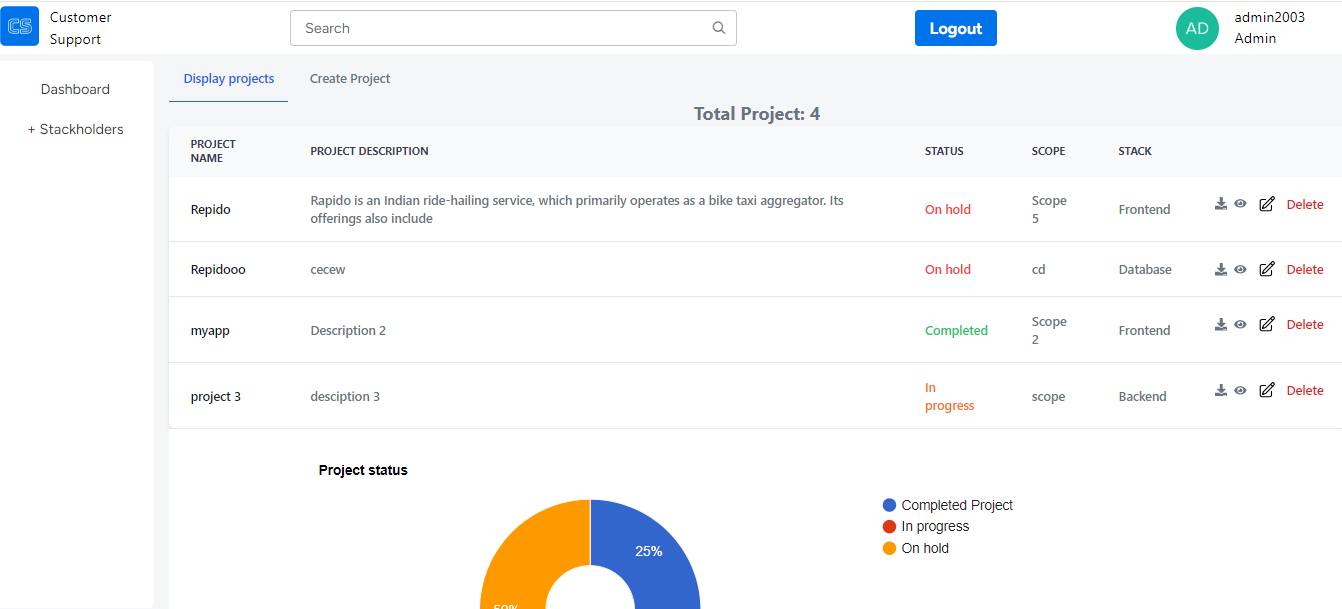 CS
Customer
Support
Search
Logout
AD
admin2003
Admin
Dashboard
+ Stackholders
Display projects
Create Project
Total Project: 4
PROJECT
NAME
PROJECT DESCRIPTION
STATUS
SCOPE
STACK
Repido
Rapido is an Indian ride-hailing service, which primarily operates as a bike taxi aggregator. Its
offerings also include
On hold
Scope
5
Frontend
Delete
Repidooo
cecew
On hold
cd
Database
Delete
myapp
Description 2
Completed
Scope
2
Frontend
Delete
project 3
desciption 3
In
progress
scope
Backend
Delete
Project status
25%
50%
Completed Project
In progress
On hold